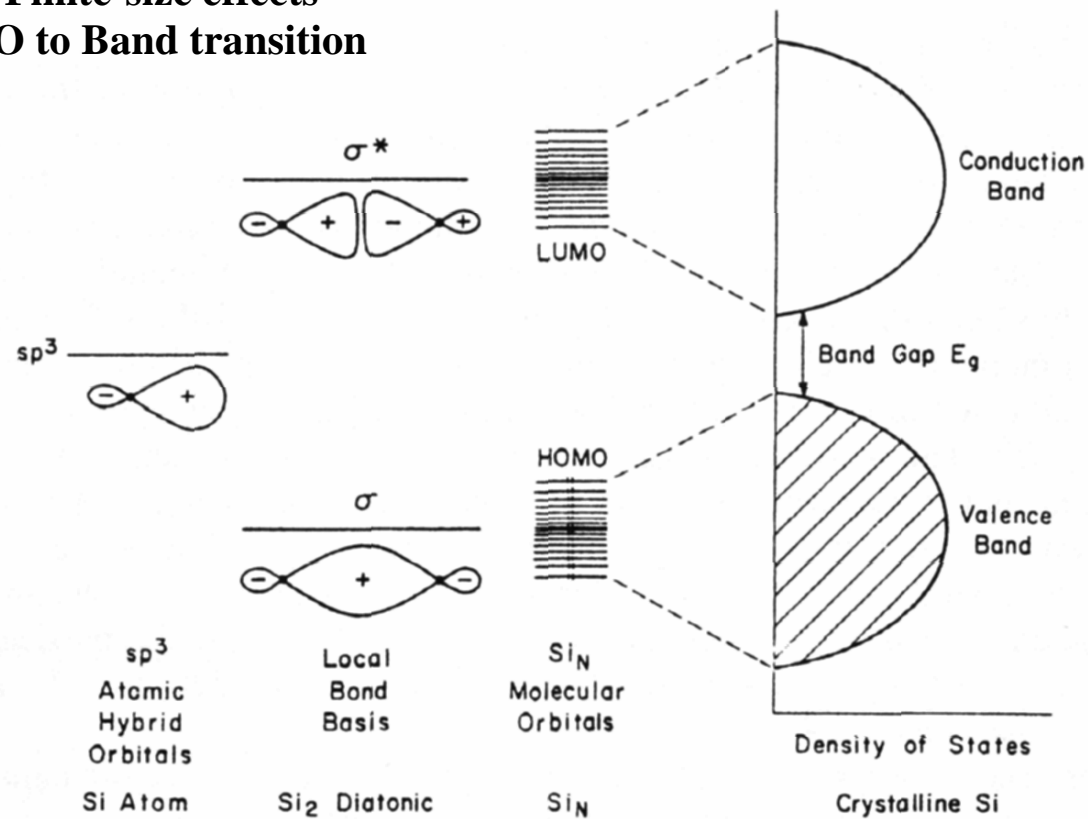 Finite-size effects
O to Band transition
σ*
+
-
-
+
LUMO
Conduction
Band
sp³
-
+
Band Gap Eg
HOMO
σ
-
+
-
Valence
Band
sp³
Atomic
Hybrid
Orbitals
Local
Bond
Basis
SiN
Molecular
Orbitals
Density of States
Si Atom
Si₂ Diatonic
SiN
Crystalline Si